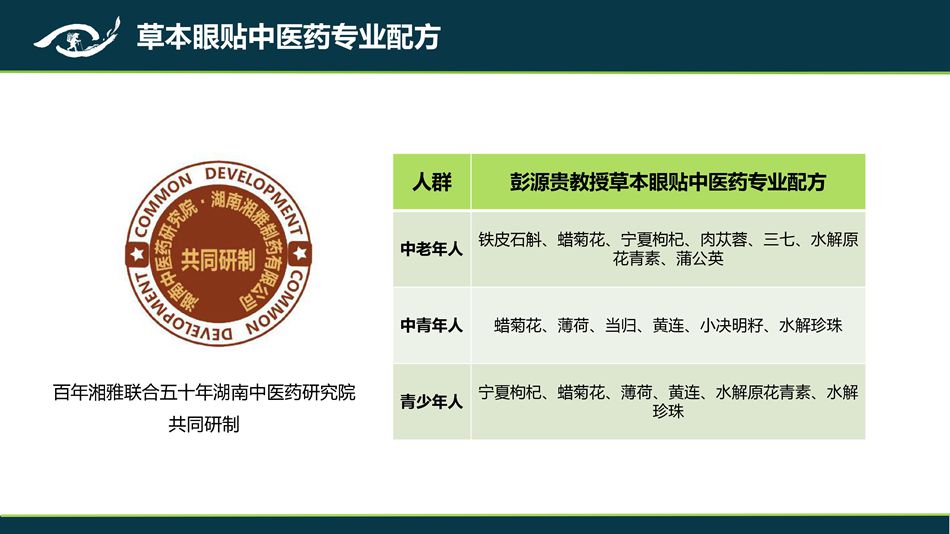 草本眼贴中医药专业配方
COMMON DEVELOPMENT
湖南中医药研究院·湖南湘雅制药有限公司
共同研制
COMMON DEVELOPMENT
百年湘雅联合五十年湖南中医药研究院
共同研制
人群
彭源贵教授草本眼贴中医药专业配方
中老年人
铁皮石斛、蜡菊花、宁夏枸杞、肉苁蓉、三七、水解原
花青素、蒲公英
中青年人
蜡菊花、薄荷、当归、黄连、小决明籽、水解珍珠
青少年人
宁夏枸杞、蜡菊花、薄荷、黄连、水解原花青素、水解
珍珠